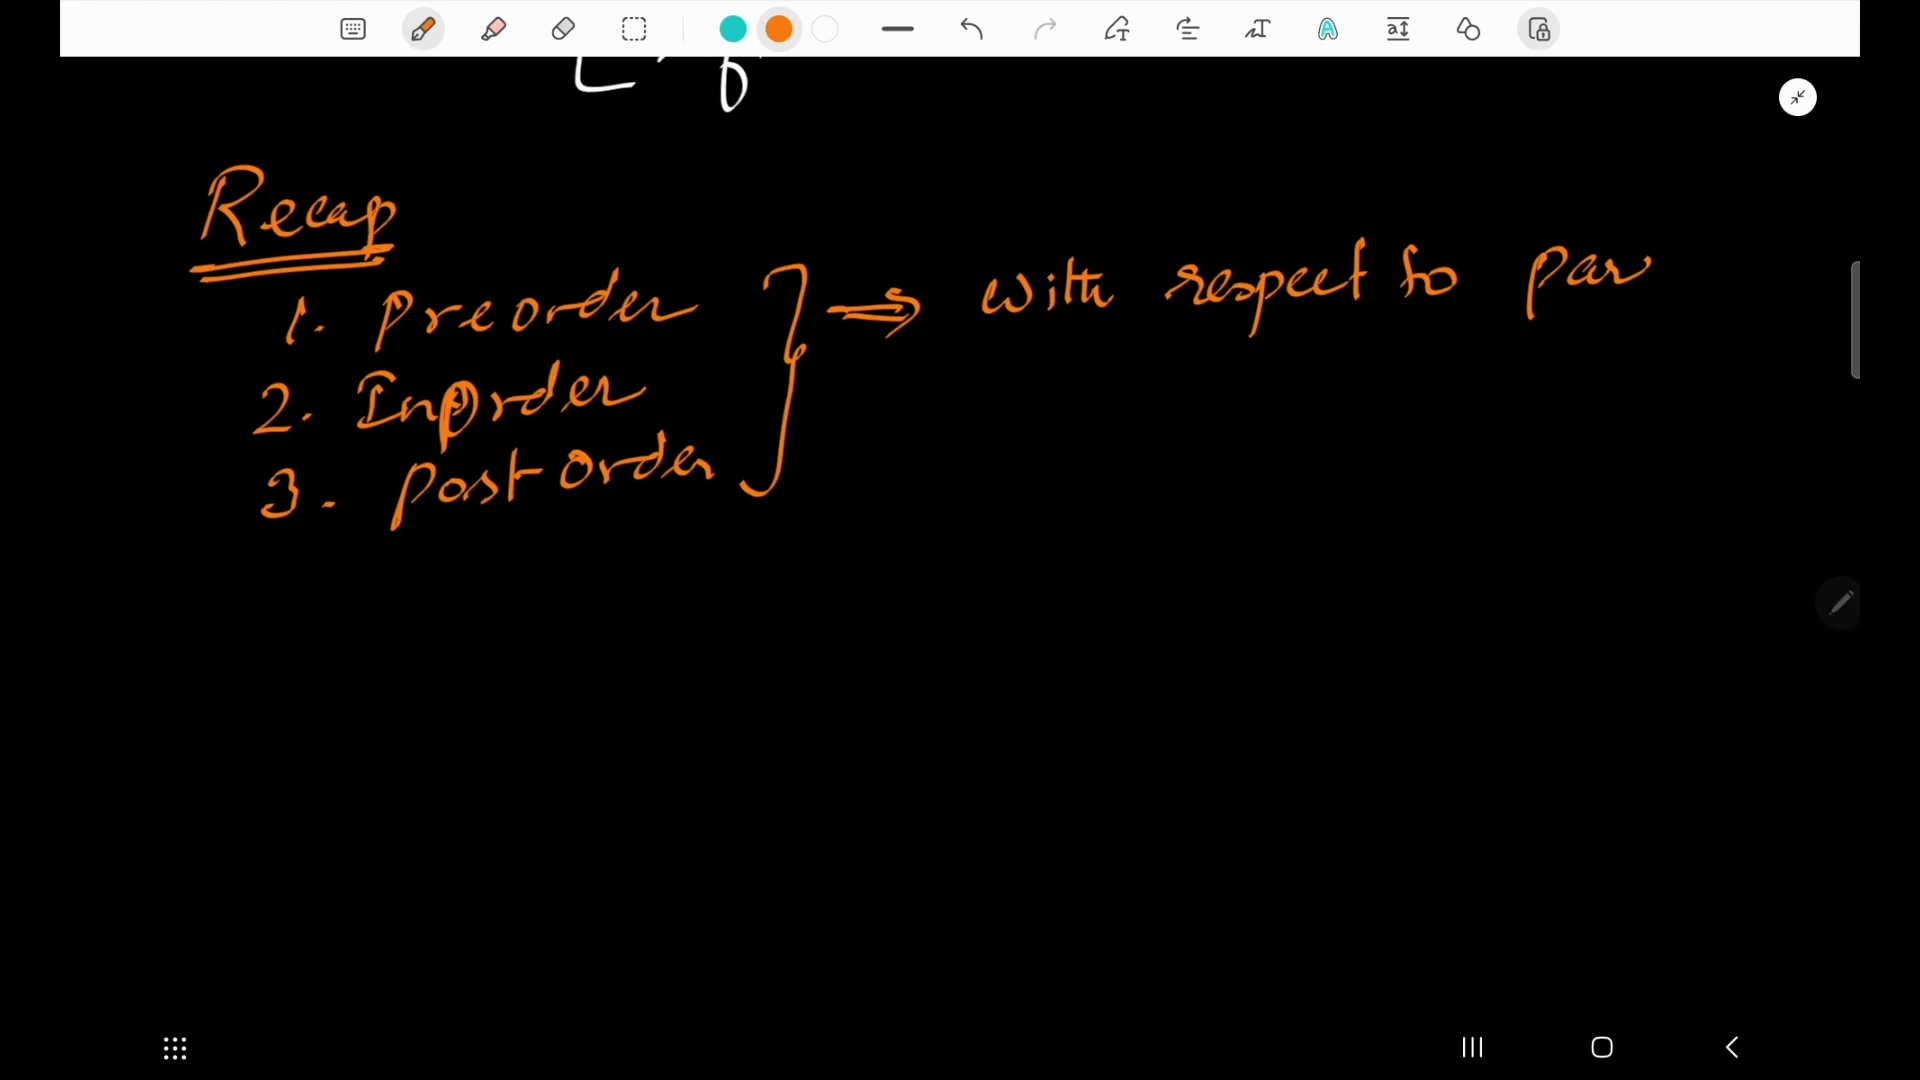 Recap
1. Preorder
2. Inorder
3. Postorder
⇒ with respect to par